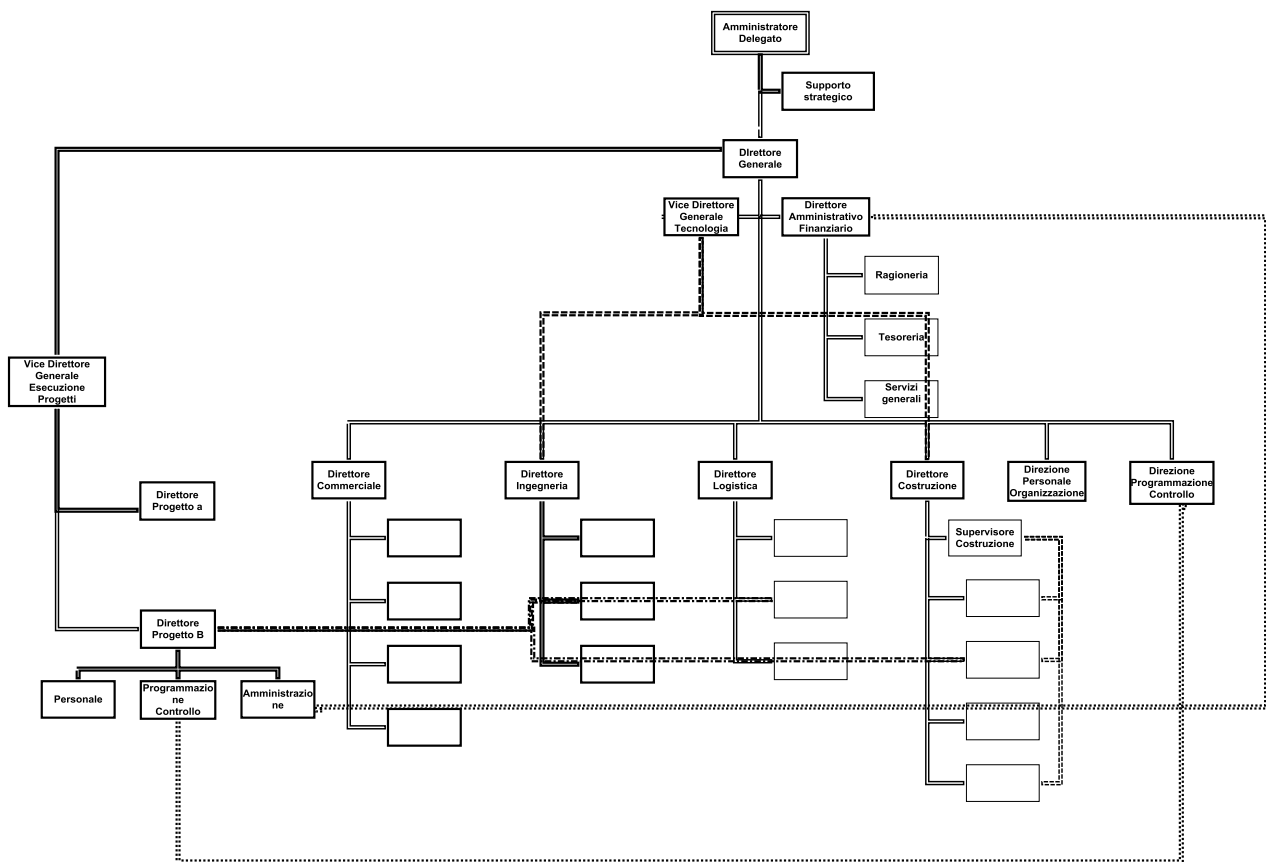 Amministratore
Delegato
Supporto
strategico
DIrettore
Generale
Vice Direttore
Generale
Tecnologia
Direttore
Amministrativo
Finanziario
Ragioneria
Tesoreria
Servizi
generali
Vice Direttore
Generale
Esecuzione
Progetti
Direttore
Commerciale
Direttore
Ingegneria
Direttore
Logistica
Direttore
Costruzione
Direzione
Personale
Organizzazione
Direzione
Programmazione
Controllo
Direttore
Progetto a
Supervisore
Costruzione
Direttore
Progetto B
Personale
Programmazio
ne
Controllo
Amministrazio
ne